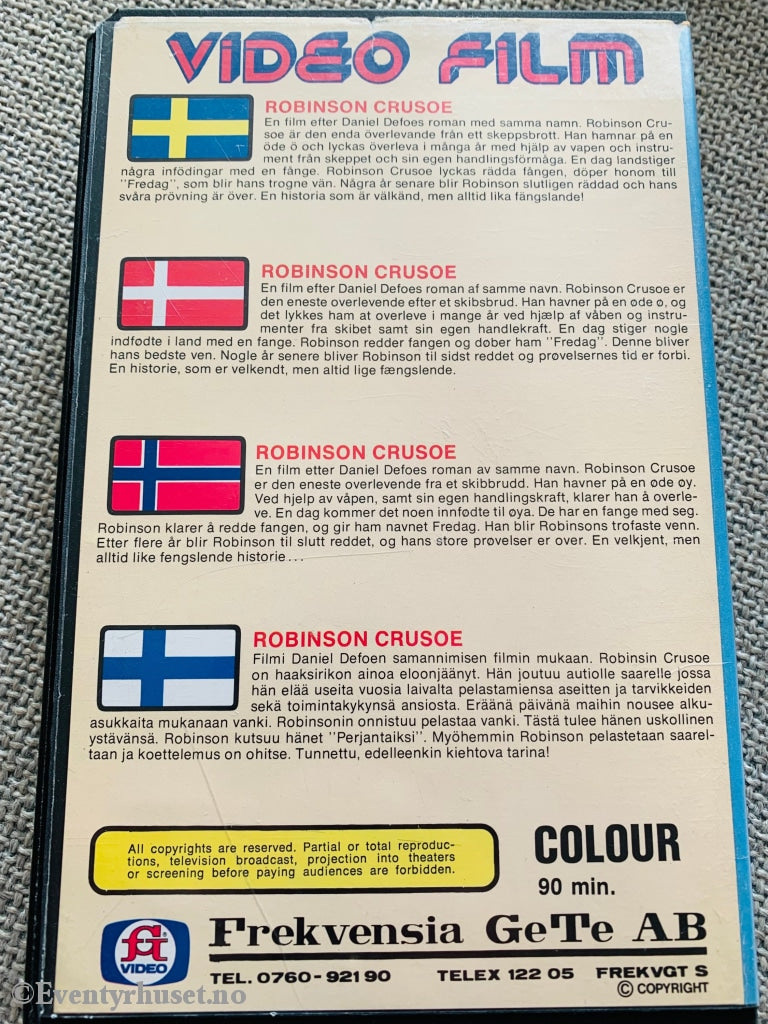 VIDEO FILM
ROBINSON CRUSOE
En film efter Daniel Defoes roman med samma namn. Robinson Cru-
soe är den enda överlevande från ett skeppsbrott. Han hamnar på en
öde ö och lyckas överleva i många år med hjälp av vapen och instru-
ment från skeppet och sin egen handlingsförmåga. En dag landstiger
några infödingar med en fånge. Robinson Crusoe lyckas rädda fången, döper honom till
"Fredag", som blir hans trogne vän. Några år senare blir Robinson slutligen räddad och hans
svåra prövning är över. En historia som är välkänd, men alltid lika fängslande!
ROBINSON CRUSOE
En film efter Daniel Defoes roman af samme navn. Robinson Crusoe er
den eneste overlevende efter et skibsbrud. Han havner på en øde ø, og
det lykkes ham at overleve i mange år ved hjælp af våben og instru-
menter fra skibet samt sin egen handlekraft. En dag stiger nogle
indfødte i land med en fange. Robinson redder fangen og døber ham "Fredag". Denne bliver
hans bedste ven. Nogle år senere bliver Robinson til sidst reddet og prøvelsernes tid er forbi.
En historie, som er velkendt, men altid lige fængslende.
ROBINSON CRUSOE
En film etter Daniel Defoes roman av samme navn. Robinson Crusoe
er den eneste overlevende fra et skibbrudd. Han havner på en øde øy.
Ved hjelp av våpen, samt sin egen handlingskraft, klarer han å overle-
ve. En dag kommer det noen innfødte til øya. De har en fange med seg.
Robinson klarer å redde fangen, og gir ham navnet Fredag. Han blir Robinsons trofaste venn.
Etter flere år blir Robinson til slutt reddet, og hans store prøvelser er over. En velkjent, men
alltid like fengslende historie...
ROBINSON CRUSOE
Filmi Daniel Defoen samannimisen filmin mukaan. Robinsin Crusoe
on haaksirikon ainoa eloonjäänyt. Hän joutuu autiolle saarelle jossa
hän elää useita vuosia laivalta pelastamiensa aseitten ja tarvikkeiden
sekä toimintakykynsä ansiosta. Eräänä päivänä maihin nousee alku-
asukkaita mukanaan vanki. Robinsonin onnistuu pelastaa vanki. Tästä tulee hänen uskollinen
ystävänsä. Robinson kutsuu hänet "Perjantaiksi". Myöhemmin Robinson pelastetaan saarel-
taan ja koettelemus on ohitse. Tunnettu, edelleenkin kiehtova tarina!
All copyrights are reserved. Partial or total reproduc-
tions, television broadcast, projection into theaters
or screening before paying audiences are forbidden.
COLOUR
90 min.
VIDEO
Frekvensia GeTe AB
TEL. 0760-921 90 TELEX 122 05 FREKVGT S
© COPYRIGHT
©Eventyrhuset.no